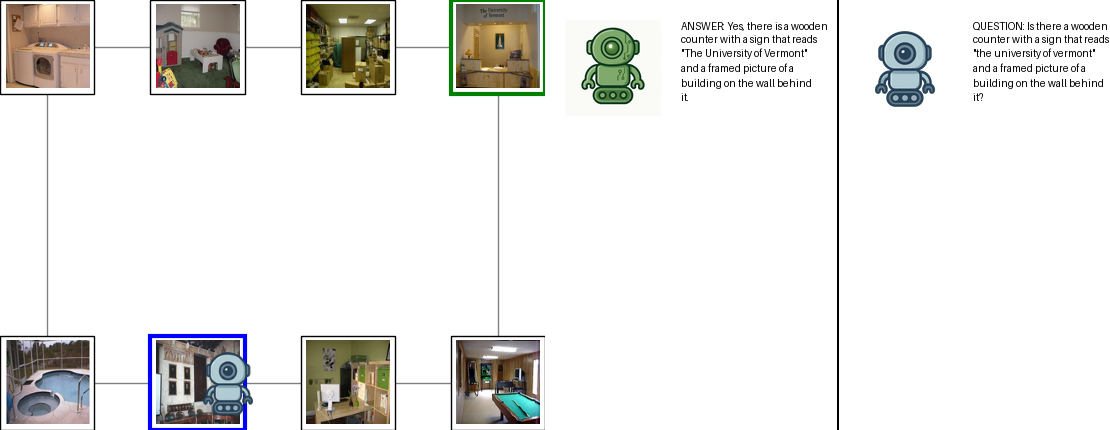 The University
of Vermont
ANSWER: Yes, there is a wooden
counter with a sign that reads
"The University of Vermont"
and a framed picture of a
building on the wall behind
it.
QUESTION: Is there a wooden
counter with a sign that reads
"the university of vermont"
and a framed picture of a
building on the wall behind
it?